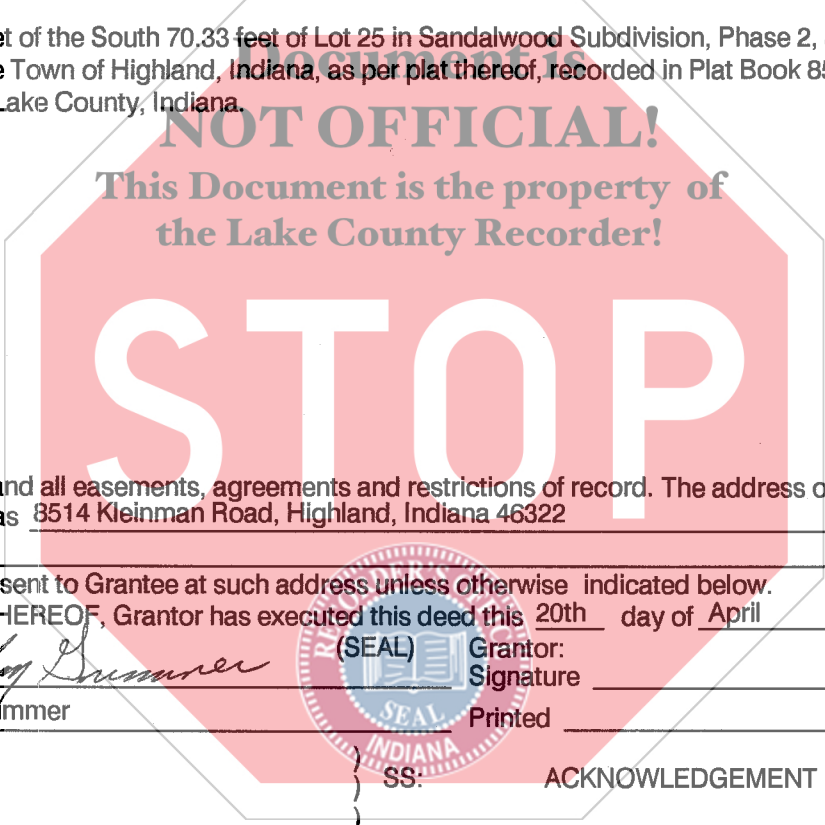 et of the South 70.33 feet of Lot 25 in Sandalwood Subdivision, Phase 2,
e Town of Highland, Indiana, as per plat thereof, recorded in Plat Book 85
Lake County, Indiana.
Document is
NOT OFFICIAL!
This Document is the property of
the Lake County Recorder!
STOP
and all easements, agreements and restrictions of record. The address o
as 8514 Kleinman Road, Highland, Indiana 46322
sent to Grantee at such address unless otherwise indicated below.
HEREOF, Grantor has executed this deed this 20th day of April
(SEAL) Grantor:
Signature
immer Printed
RECORDER'S OFFICE
SEAL
INDIANA
SS: ACKNOWLEDGEMENT